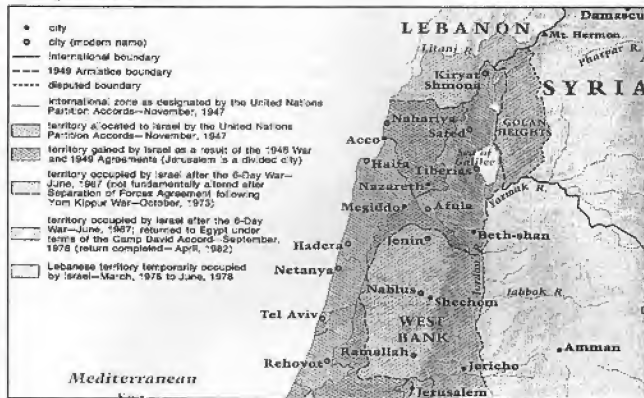 city
city (modern name)
international boundary
1949 Armistice boundary
disputed boundary
international zone as designated by the United Nations
Partition Accords—November, 1947
territory allocated to Israel by the United Nations
Partition Accords—November, 1947
territory gained by Israel as a result of the 1948 War
and 1949 Agreements (Jerusalem is a divided city)
territory occupied by Israel after the 6-Day War—
June, 1967 (not fundamentally altered after
Separation of Forces Agreement following
Yom Kippur War—October, 1973)
territory occupied by Israel after the 6-Day
War—June, 1967; returned to Egypt under
terms of the Camp David Accord—September,
1978 (return completed—April, 1982)
Lebanese territory temporarily occupied
by Israel—March, 1978 to June, 1978
Damascu
LEBANON
Mt. Hermon
Litani R.
Pharpar R.
Kiryat
Shmona
SYRIA
Nahariya
GOLAN
HEIGHTS
Safed
Acco
Sea of
Galilee
Haifa
Tiberias
Nazareth
Yarmuk R.
Megiddo
Afula
Beth-shan
Hadera
Jenin
Jordan
Netanya
Jabbok R.
Nablus
Shechem
Tel Aviv
WEST
BANK
Amman
Ramallah
Rehovot
Jericho
Mediterranean
Jerusalem